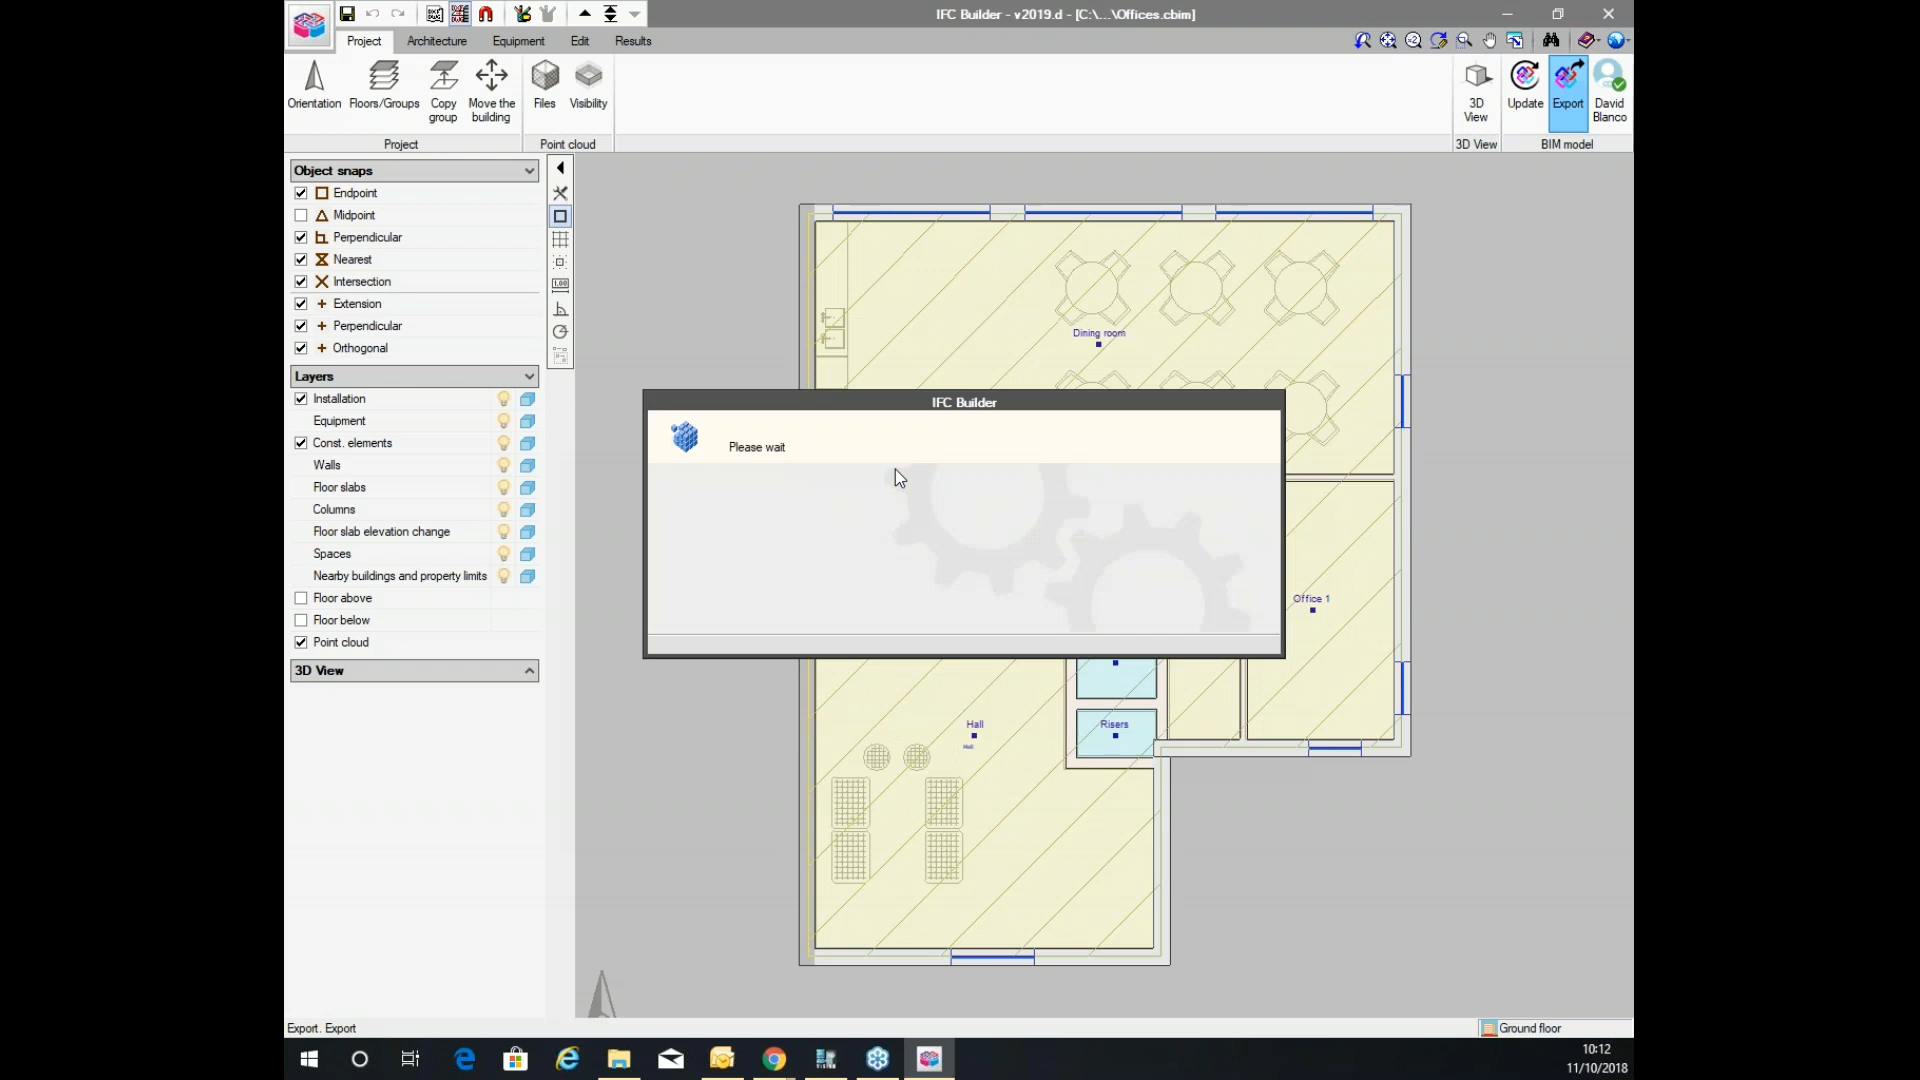 IFC Builder - v2019.d - [C:\...\Offices.cbim]
Project Architecture Equipment Edit Results
Orientation Floors/Groups Copy group Move the building Files Visibility
3D View Update Export David Blanco
Project Point cloud 3D View BIM model
Object snaps
Endpoint
Midpoint
Perpendicular
Nearest
Intersection
Extension
Perpendicular
Orthogonal
Layers
Installation
Equipment
Const. elements
Walls
Floor slabs
Columns
Floor slab elevation change
Spaces
Nearby buildings and property limits
Floor above
Floor below
Point cloud
3D View
1.00
Dining room
IFC Builder
Please wait
Office 1
Hall
Hall
Risers
Export. Export
Ground floor
10:12
11/10/2018